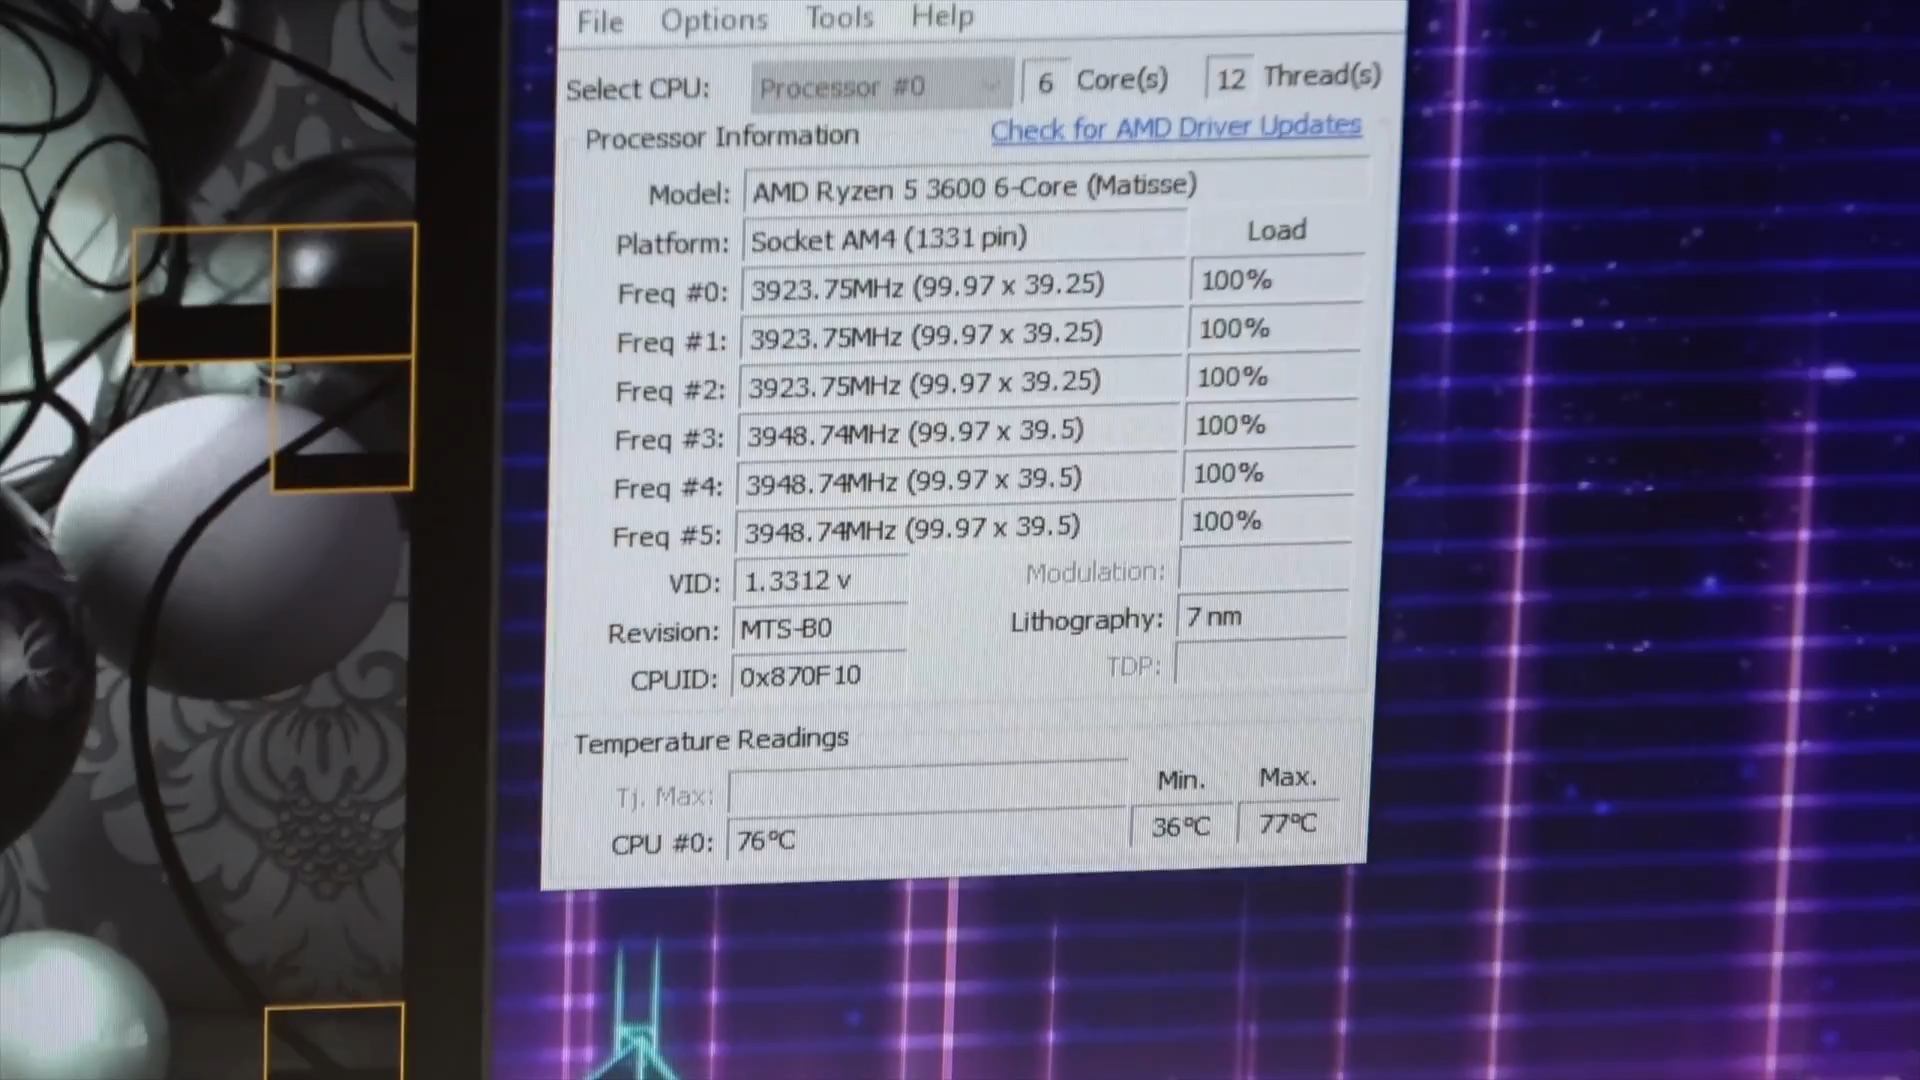 File Options Tools Help
Select CPU: Processor #0 6 Core(s) 12 Thread(s)
Processor Information Check for AMD Driver Updates
Model: AMD Ryzen 5 3600 6-Core (Matisse)
Platform: Socket AM4 (1331 pin) Load
Freq #0: 3923.75MHz (99.97 x 39.25) 100%
Freq #1: 3923.75MHz (99.97 x 39.25) 100%
Freq #2: 3923.75MHz (99.97 x 39.25) 100%
Freq #3: 3948.74MHz (99.97 x 39.5) 100%
Freq #4: 3948.74MHz (99.97 x 39.5) 100%
Freq #5: 3948.74MHz (99.97 x 39.5) 100%
VID: 1.3312 v Modulation:
Revision: MTS-B0 Lithography: 7 nm
CPUID: 0x870F10 TDP:
Temperature Readings
Tj. Max: Min. Max.
CPU #0: 76°C 36°C 77°C